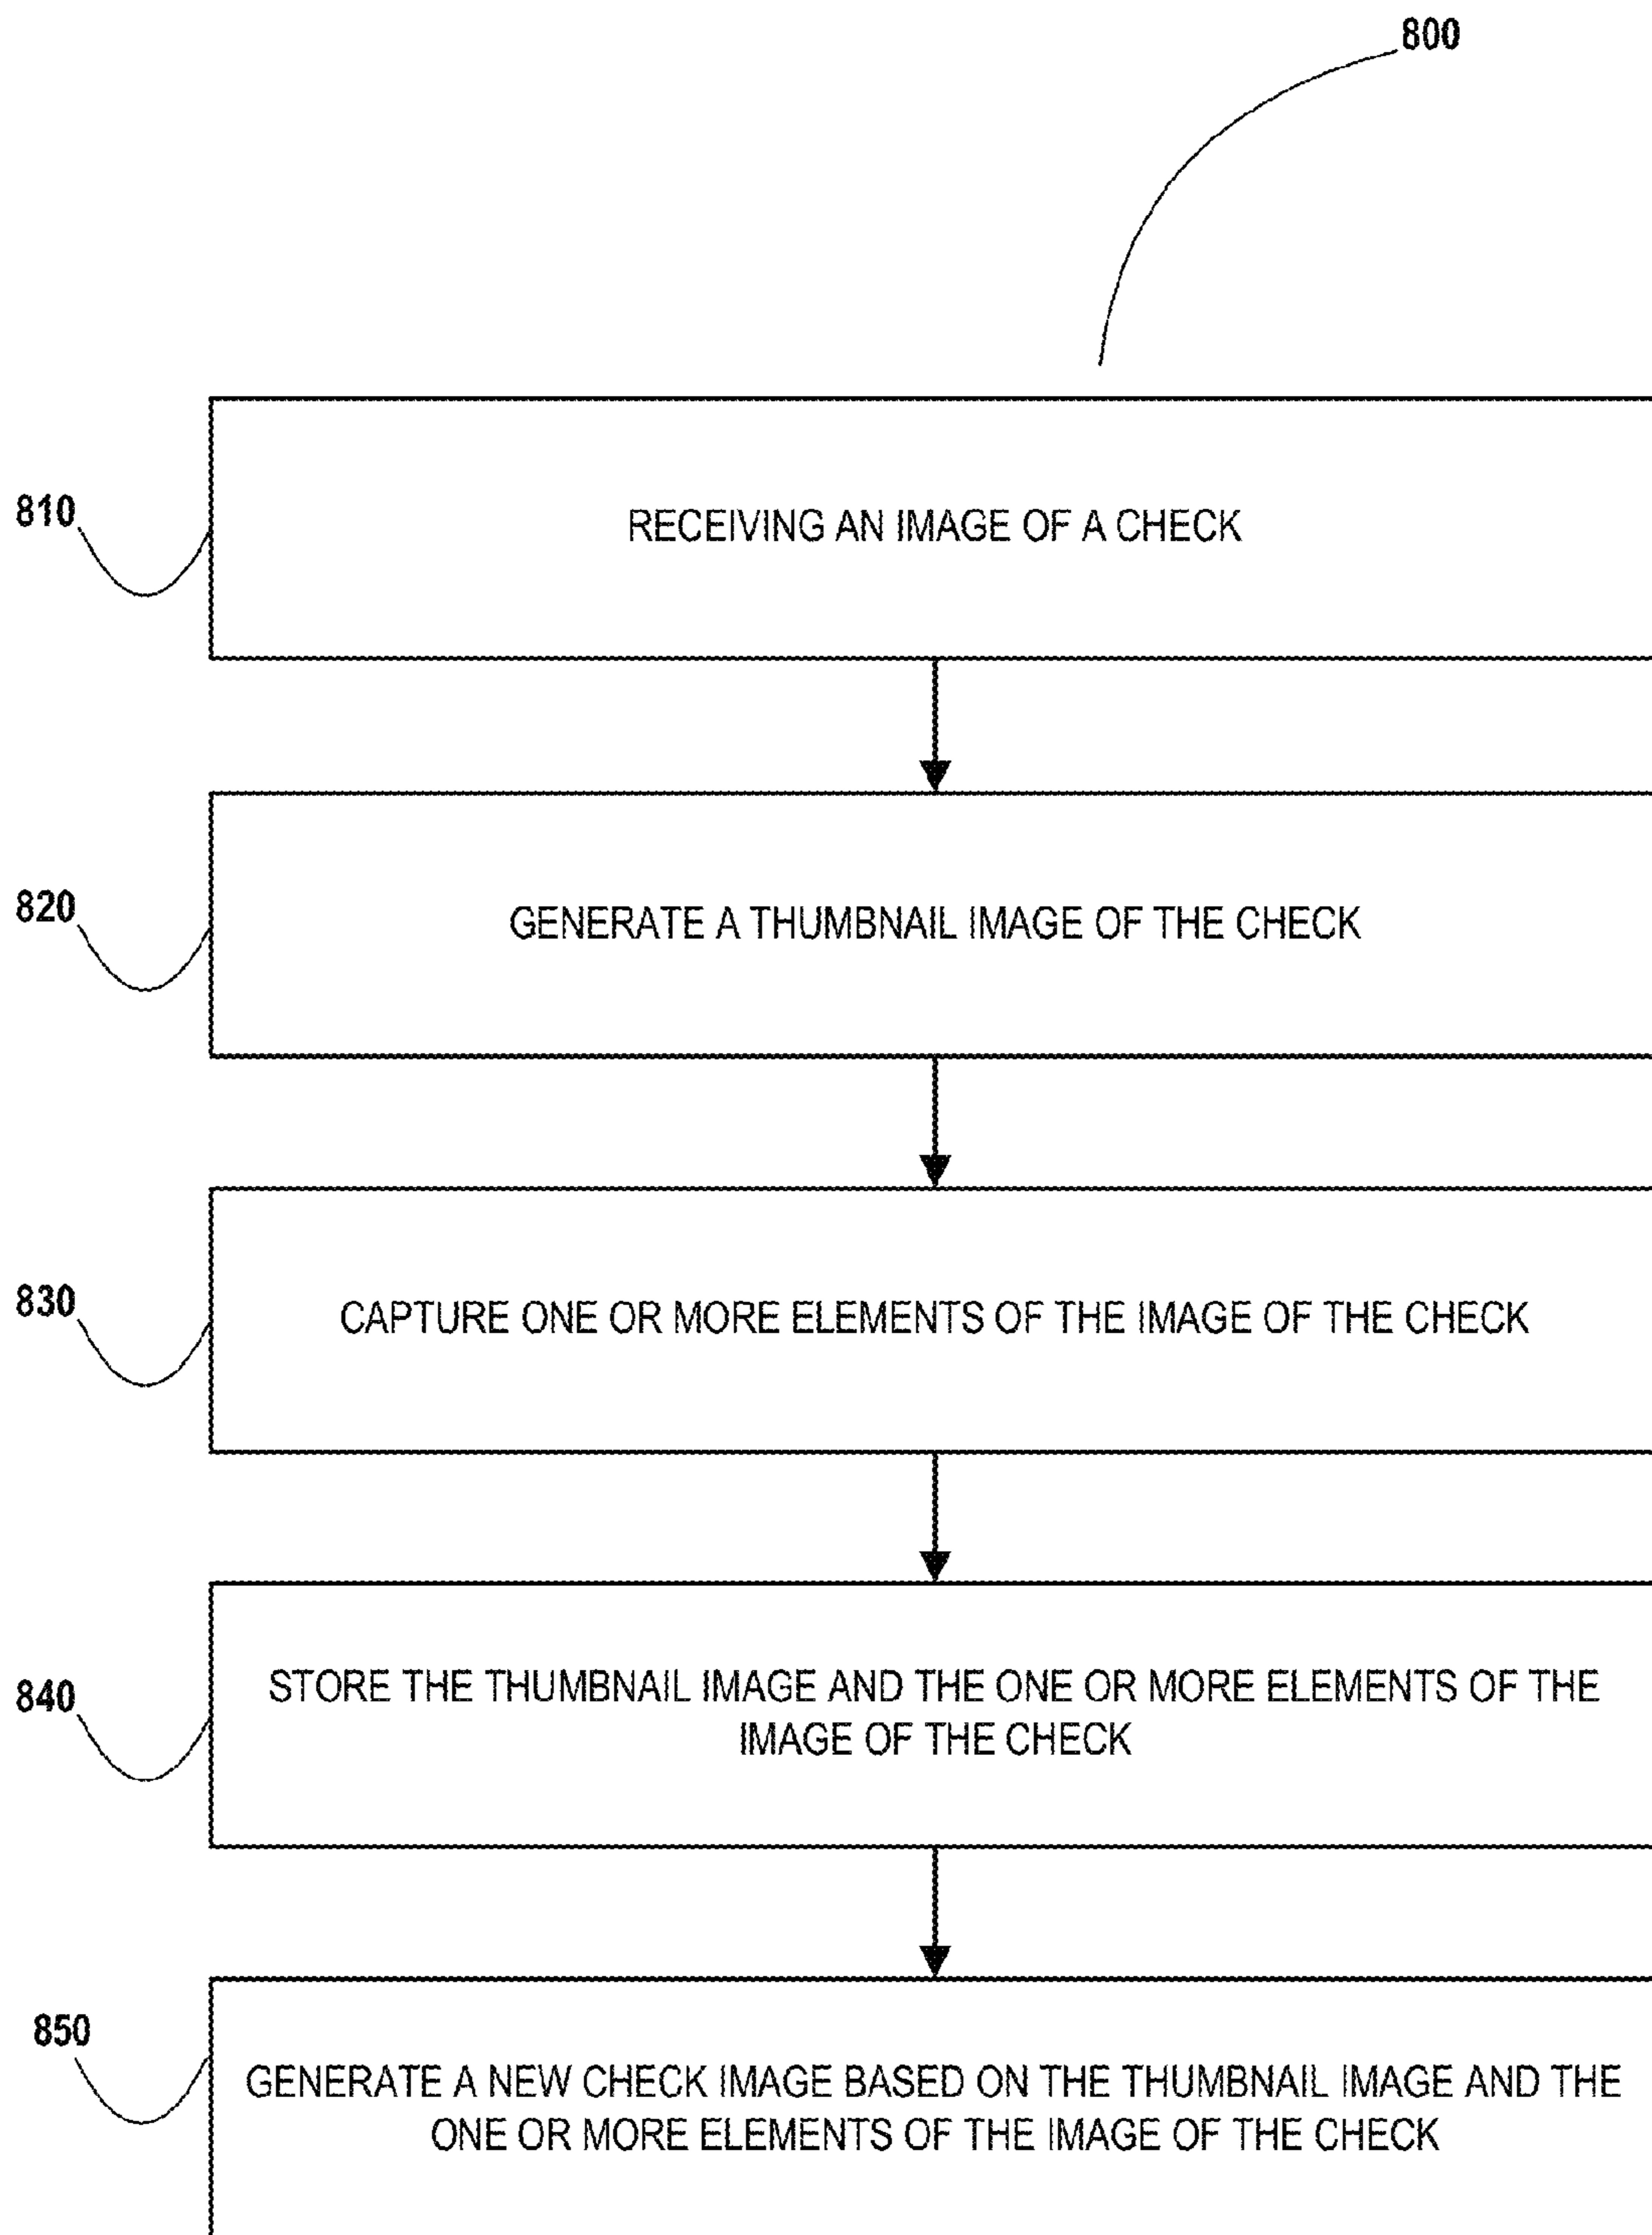 800
810
RECEIVING AN IMAGE OF A CHECK
820
GENERATE A THUMBNAIL IMAGE OF THE CHECK
830
CAPTURE ONE OR MORE ELEMENTS OF THE IMAGE OF THE CHECK
840
STORE THE THUMBNAIL IMAGE AND THE ONE OR MORE ELEMENTS OF THE
IMAGE OF THE CHECK
850
GENERATE A NEW CHECK IMAGE BASED ON THE THUMBNAIL IMAGE AND THE
ONE OR MORE ELEMENTS OF THE IMAGE OF THE CHECK